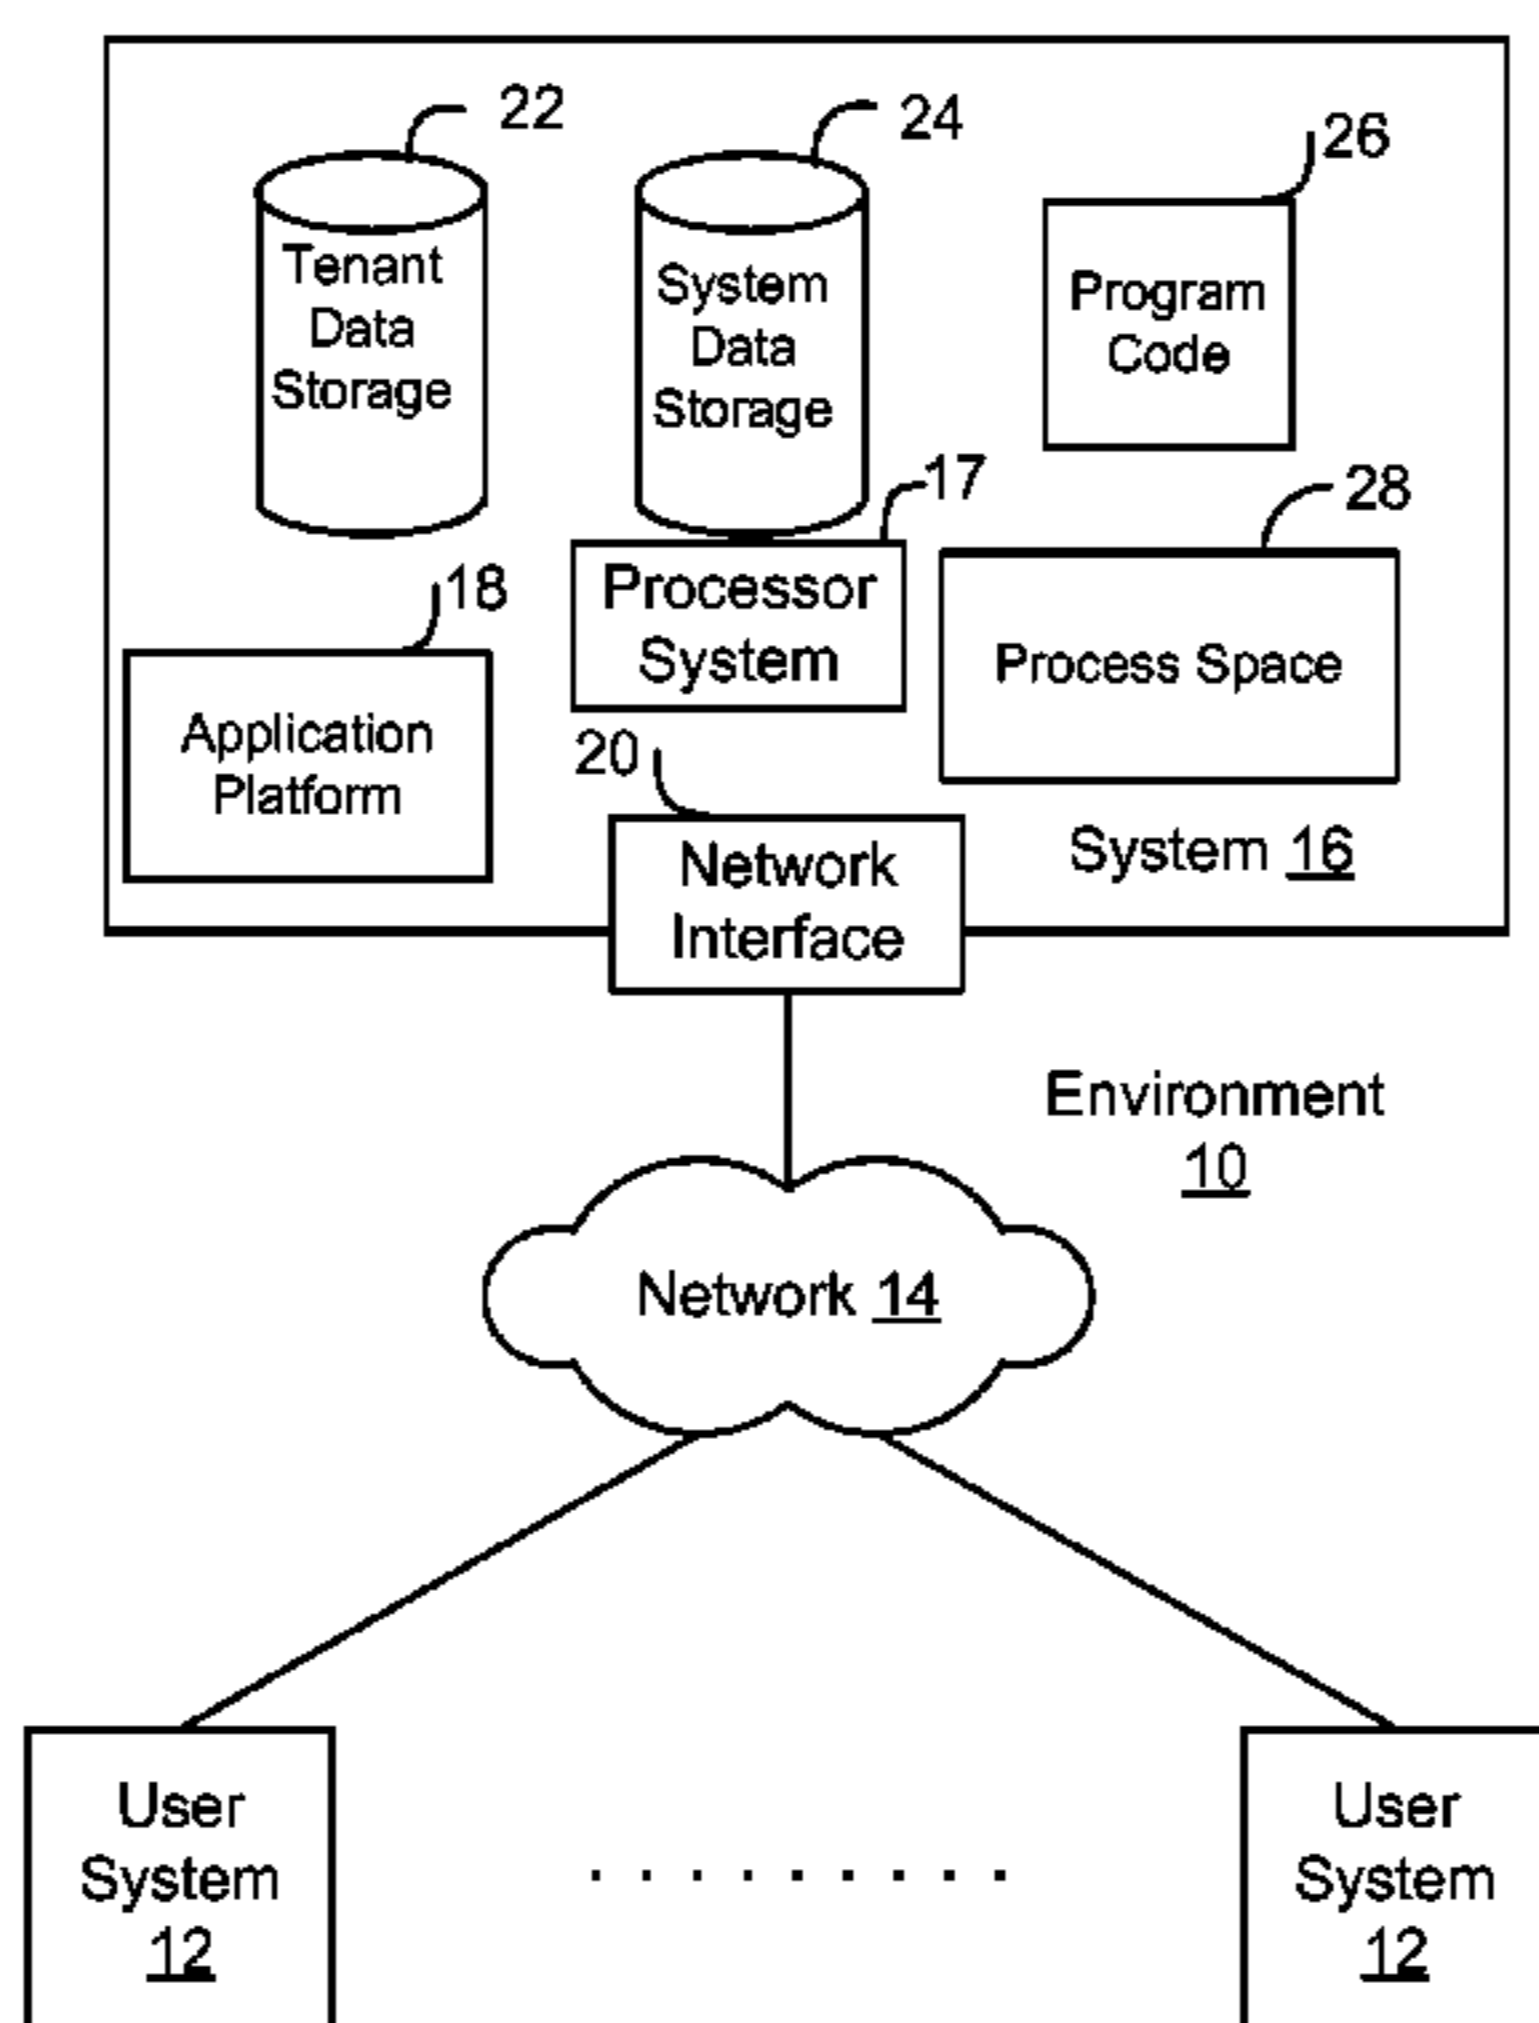 22
24
26
Tenant
Data
Storage
System
Data
Storage
Program
Code
17
28
18
Processor
System
Process Space
Application
Platform
20
System 16
Network
Interface
Environment
10
Network 14
User
System
12
. . . . . . . . .
User
System
12